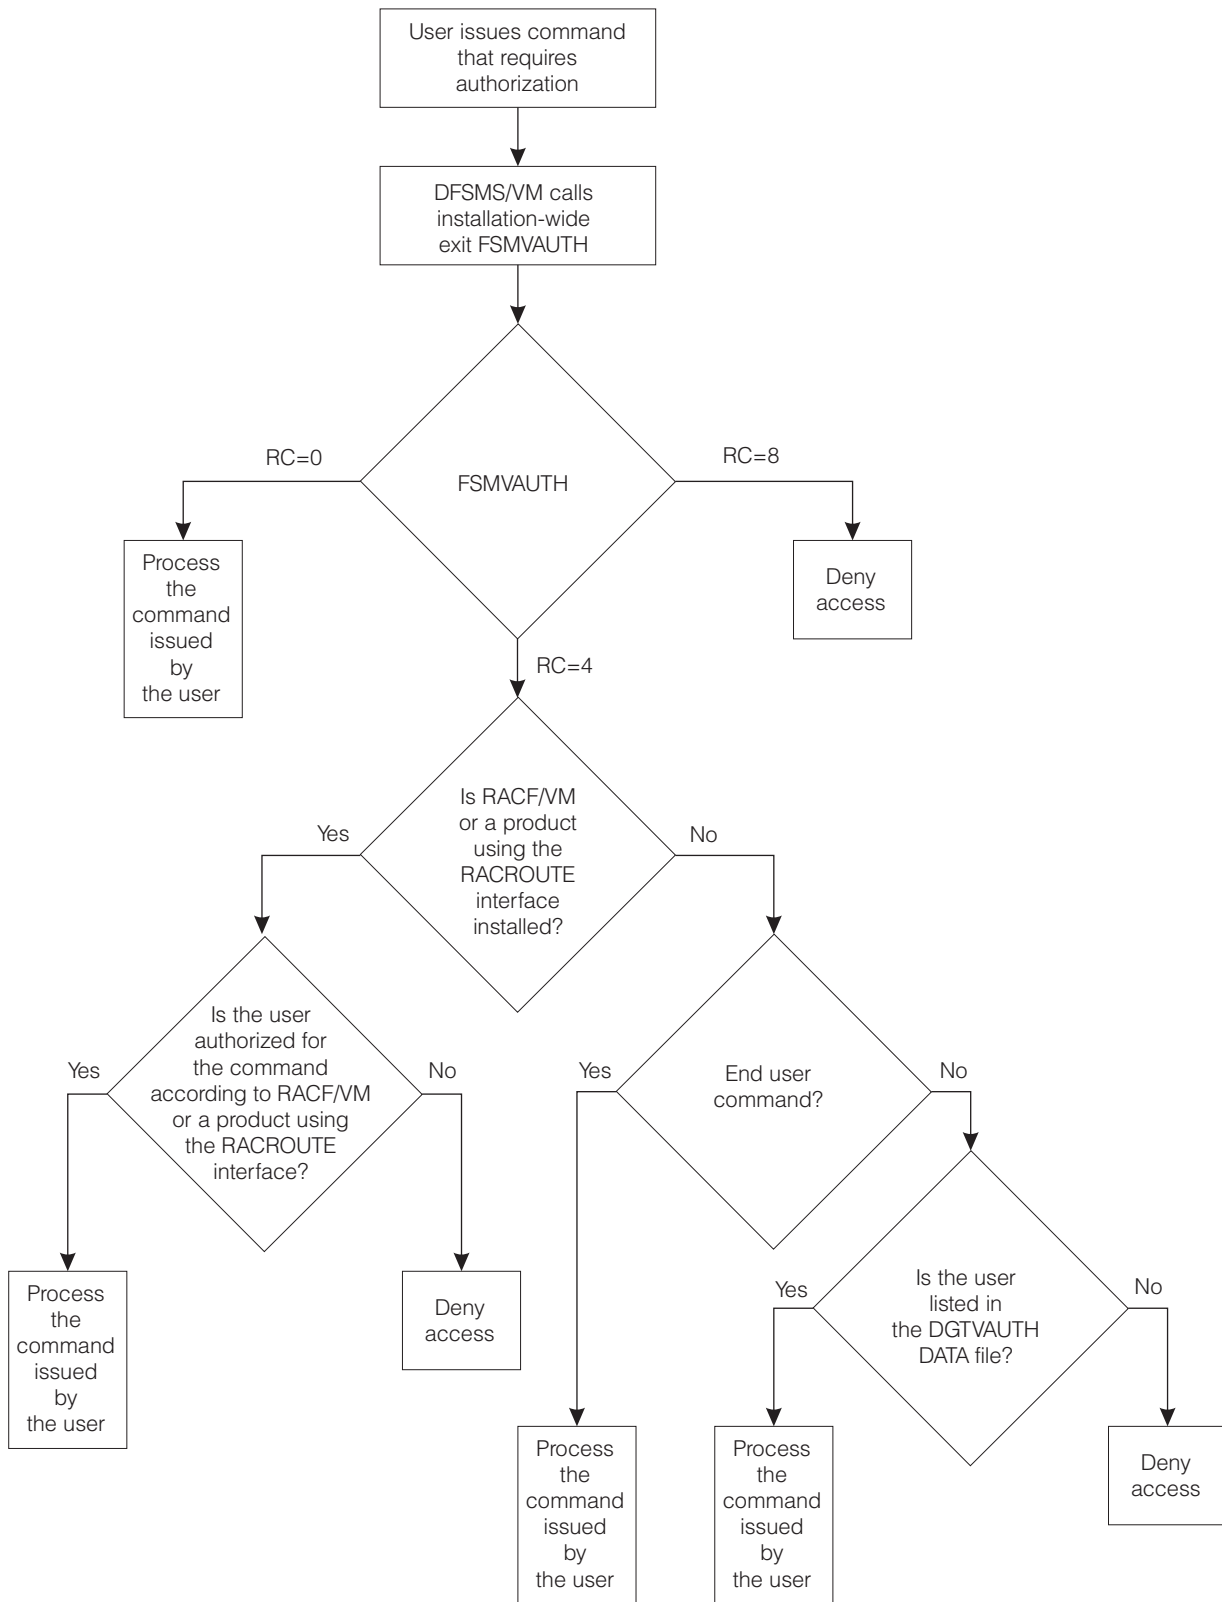 User issues command
that requires
authorization
DFSMS/VM calls
installation-wide
exit FSMVAUTH
RC=0
RC=8
FSMVAUTH
Process
the
command
issued
by
the user
Deny
access
RC=4
Is RACF/VM
or a product
using the
RACROUTE
interface
installed?
Yes
No
Is the user
authorized for
the command
according to RACF/VM
or a product using
the RACROUTE
interface?
Yes
No
End user
command?
Yes
No
Process
the
command
issued
by
the user
Deny
access
Is the user
listed in
the DGTVAUTH
DATA file?
Yes
No
Process
the
command
issued
by
the user
Process
the
command
issued
by
the user
Deny
access